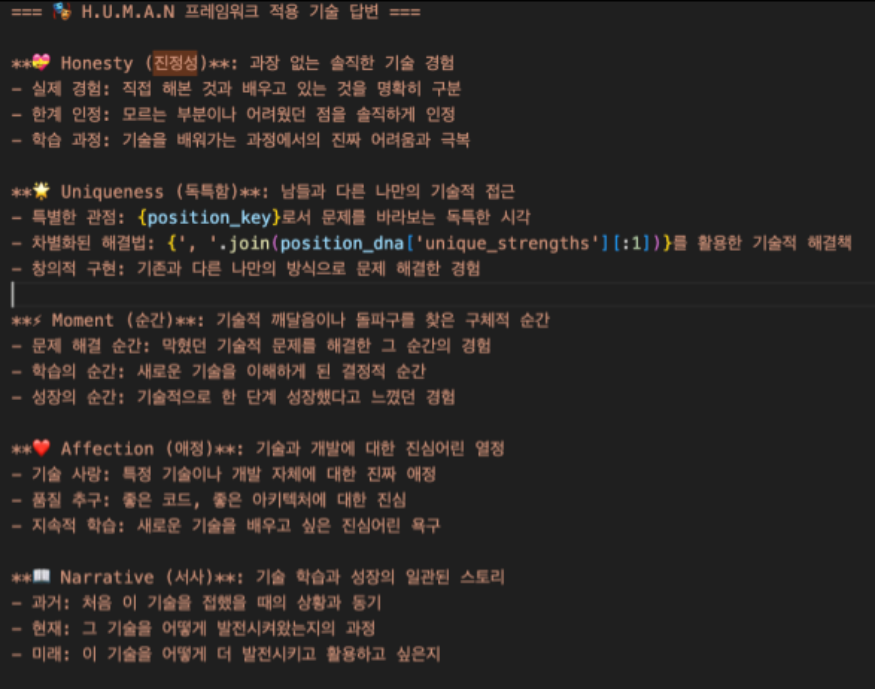 === 🎭 H.U.M.A.N 프레임워크 적용 기술 답변 ===
**💝 Honesty (진정성)**: 과장 없는 솔직한 기술 경험
- 실제 경험: 직접 해본 것과 배우고 있는 것을 명확히 구분
- 한계 인정: 모르는 부분이나 어려웠던 점을 솔직하게 인정
- 학습 과정: 기술을 배워가는 과정에서의 진짜 어려움과 극복
**🌟 Uniqueness (독특함)**: 남들과 다른 나만의 기술적 접근
- 특별한 관점: {position_key}로서 문제를 바라보는 독특한 시각
- 차별화된 해결법: {', '.join(position_dna['unique_strengths'][:1])}를 활용한 기술적 해결책
- 창의적 구현: 기존과 다른 나만의 방식으로 문제 해결한 경험
**⚡ Moment (순간)**: 기술적 깨달음이나 돌파구를 찾은 구체적 순간
- 문제 해결 순간: 막혔던 기술적 문제를 해결한 그 순간의 경험
- 학습의 순간: 새로운 기술을 이해하게 된 결정적 순간
- 성장의 순간: 기술적으로 한 단계 성장했다고 느꼈던 경험
**❤️ Affection (애정)**: 기술과 개발에 대한 진심어린 열정
- 기술 사랑: 특정 기술이나 개발 자체에 대한 진짜 애정
- 품질 추구: 좋은 코드, 좋은 아키텍처에 대한 진심
- 지속적 학습: 새로운 기술을 배우고 싶은 진심어린 욕구
**📖 Narrative (서사)**: 기술 학습과 성장의 일관된 스토리
- 과거: 처음 이 기술을 접했을 때의 상황과 동기
- 현재: 그 기술을 어떻게 발전시켜왔는지의 과정
- 미래: 이 기술을 어떻게 더 발전시키고 활용하고 싶은지